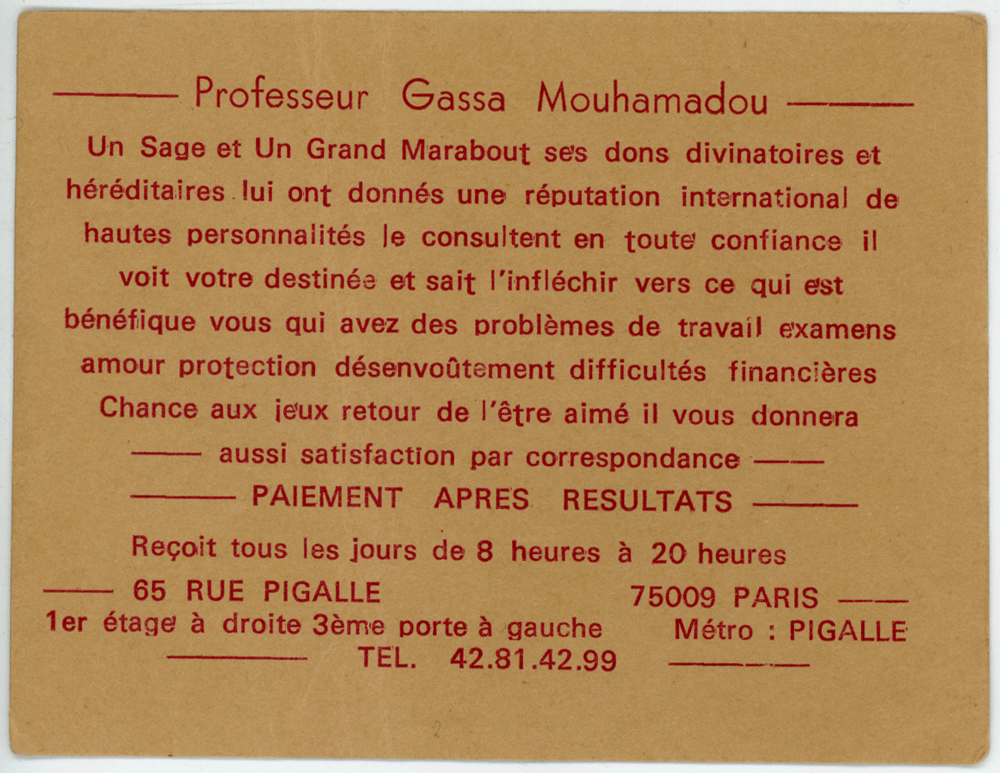 Professeur Gassa Mouhamadou
Un Sage et Un Grand Marabout ses dons divinatoires et
héréditaires lui ont donnés une réputation international de
hautes personnalités le consultent en toute confiance il
voit votre destinée et sait l'infléchir vers ce qui est
bénéfique vous qui avez des problèmes de travail examens
amour protection désenvoûtement difficultés financières
Chance aux jeux retour de l'être aimé il vous donnera
aussi satisfaction par correspondance
PAIEMENT APRES RESULTATS
Reçoit tous les jours de 8 heures à 20 heures
65 RUE PIGALLE 75009 PARIS
1er étage à droite 3ème porte à gauche Métro : PIGALLE
TEL. 42.81.42.99